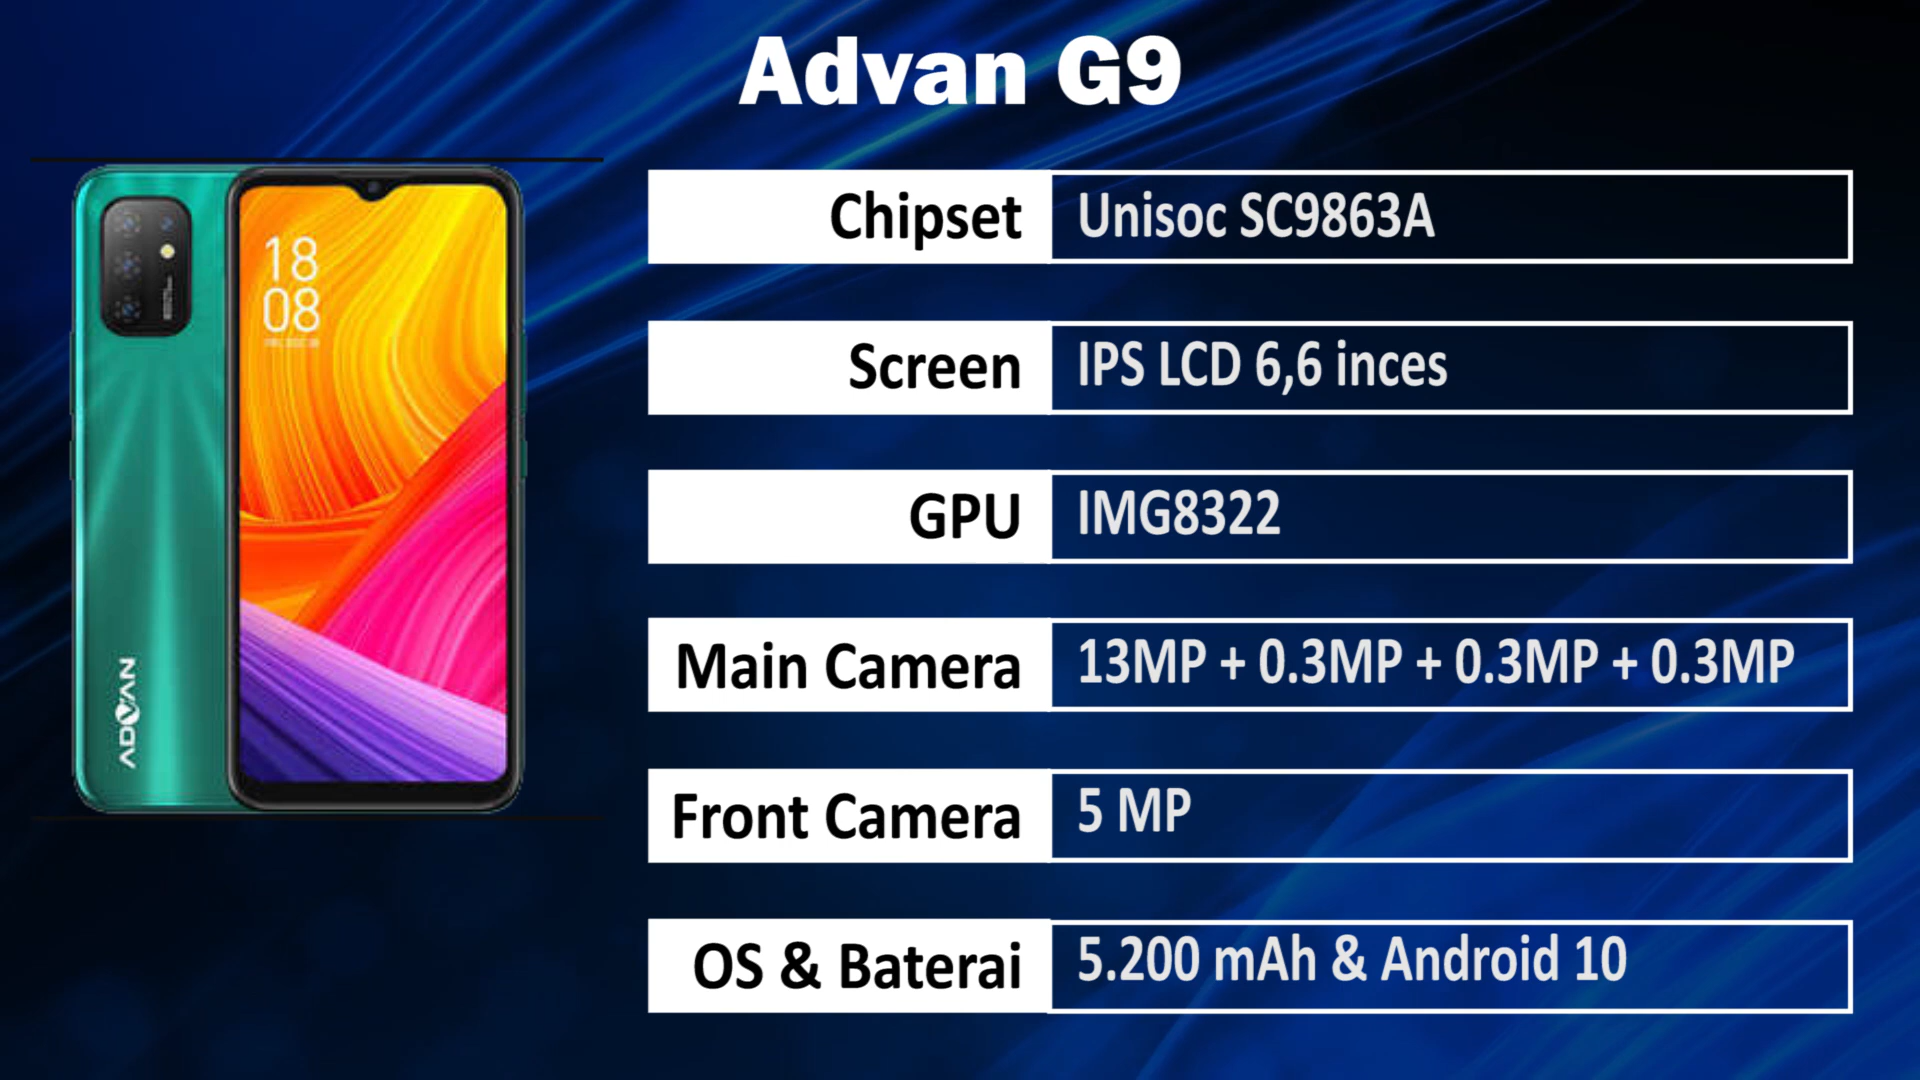 Advan G9
18
08
ADVAN
Chipset
Unisoc SC9863A
Screen
IPS LCD 6,6 inces
GPU
IMG8322
Main Camera
13MP + 0.3MP + 0.3MP + 0.3MP
Front Camera
5 MP
OS & Baterai
5.200 mAh & Android 10